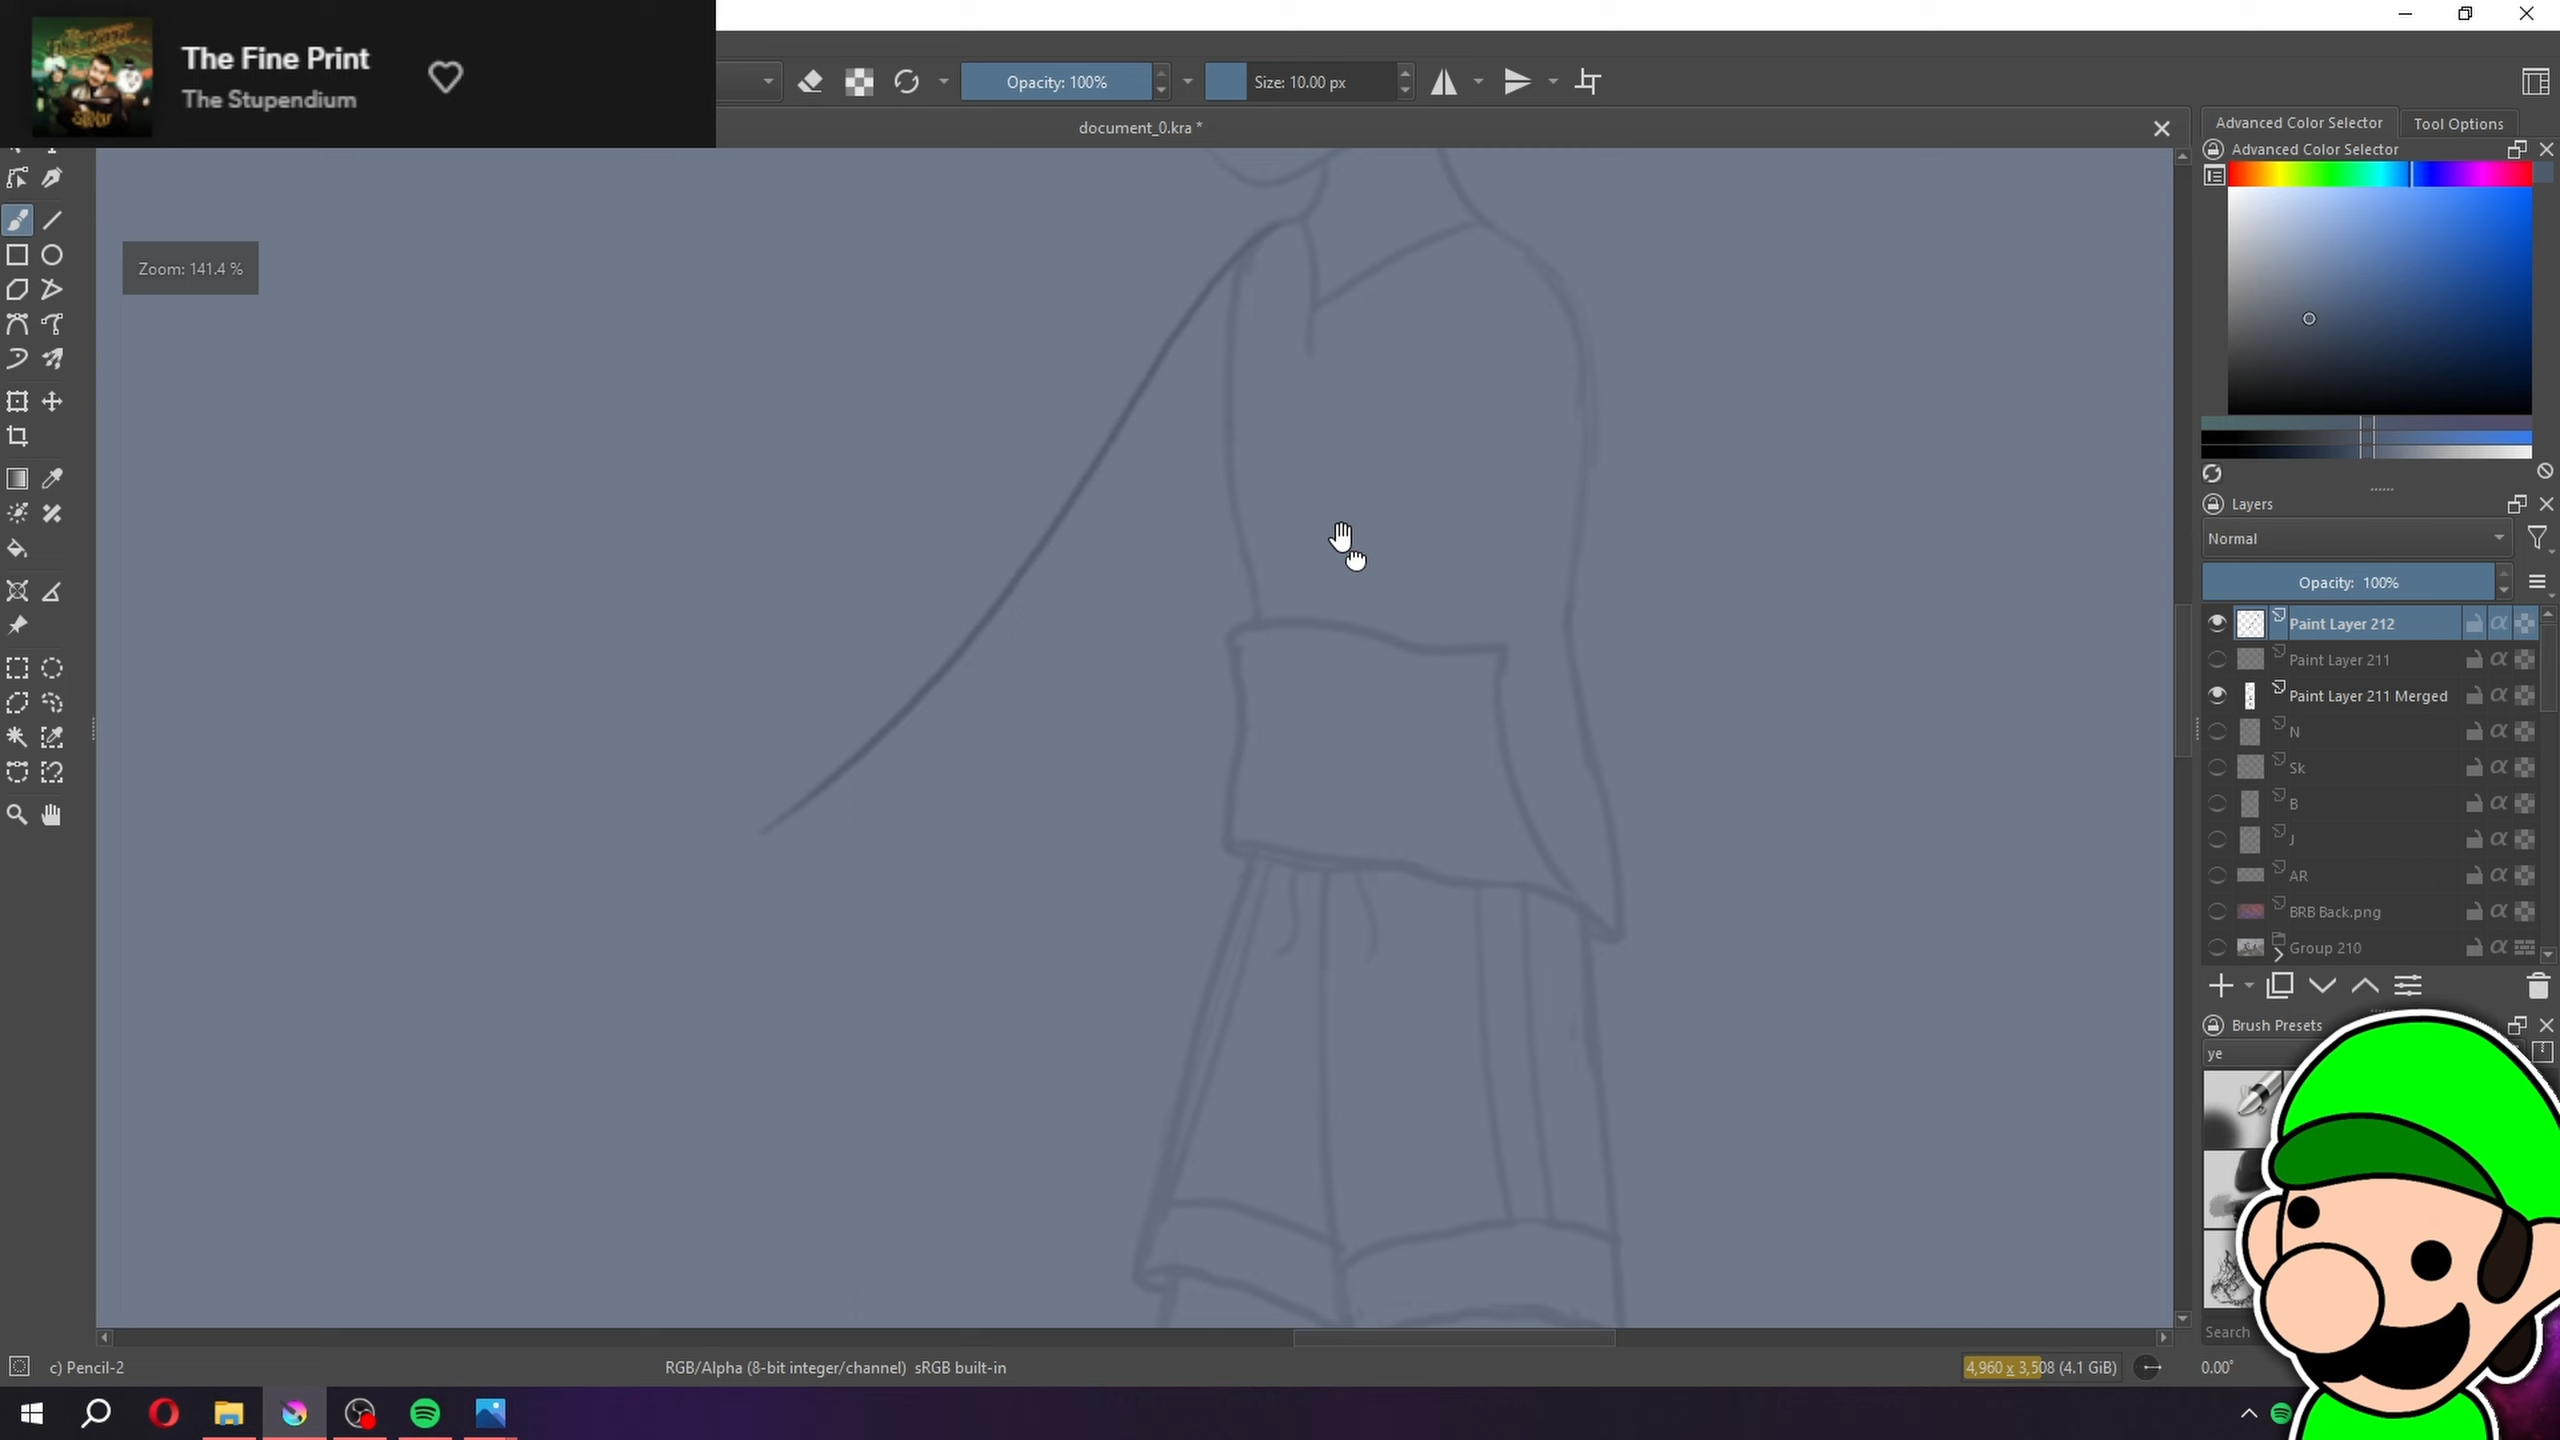 The Fine Print
The Stupendium
Opacity: 100%
Size: 10.00 px
document_0.kra *
Zoom: 141.4 %
Advanced Color Selector
Tool Options
Advanced Color Selector
Layers
Normal
Opacity: 100%
Paint Layer 212
Paint Layer 211
Paint Layer 211 Merged
N
Sk
B
J
AR
BRB Back.png
Group 210
Brush Presets
ye
Search
c) Pencil-2
RGB/Alpha (8-bit integer/channel) sRGB built-in
4,960 x 3,508 (4.1 GiB)
0.00°